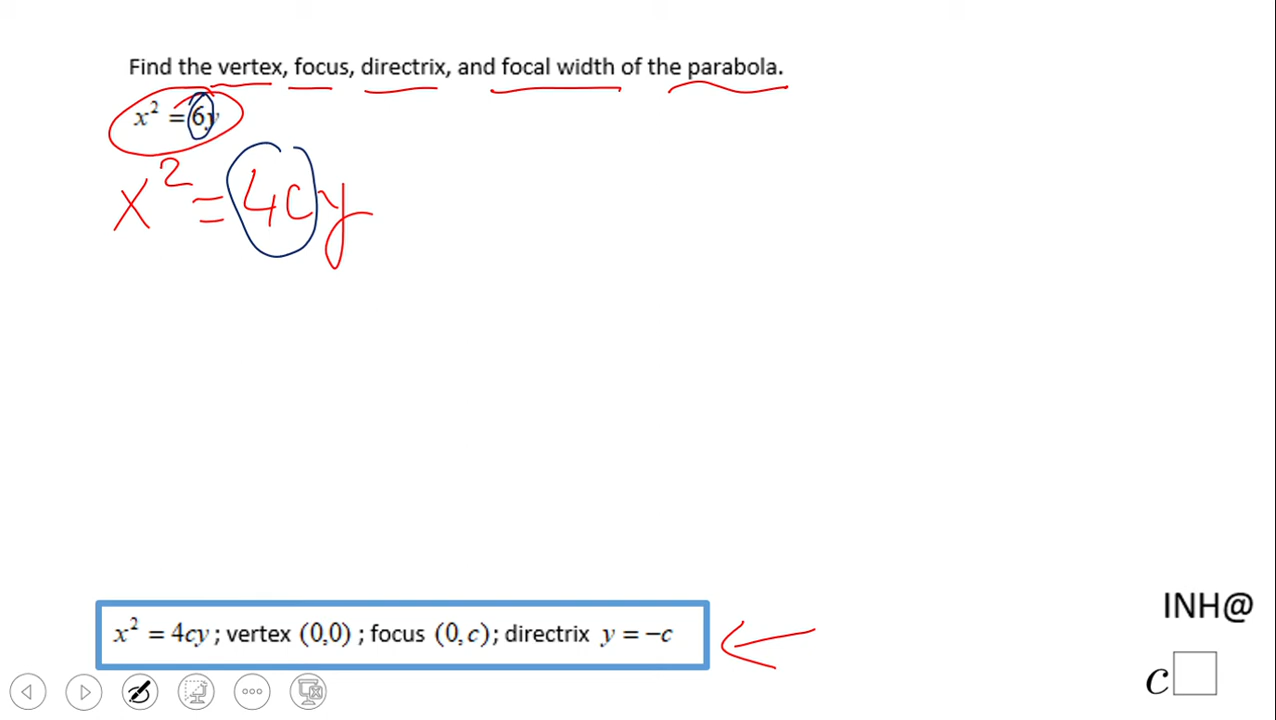 Find the vertex, focus, directrix, and focal width of the parabola.
x² = 6y
x² = 4cy
x² = 4cy ; vertex (0,0) ; focus (0, c); directrix y = −c
INH@
c